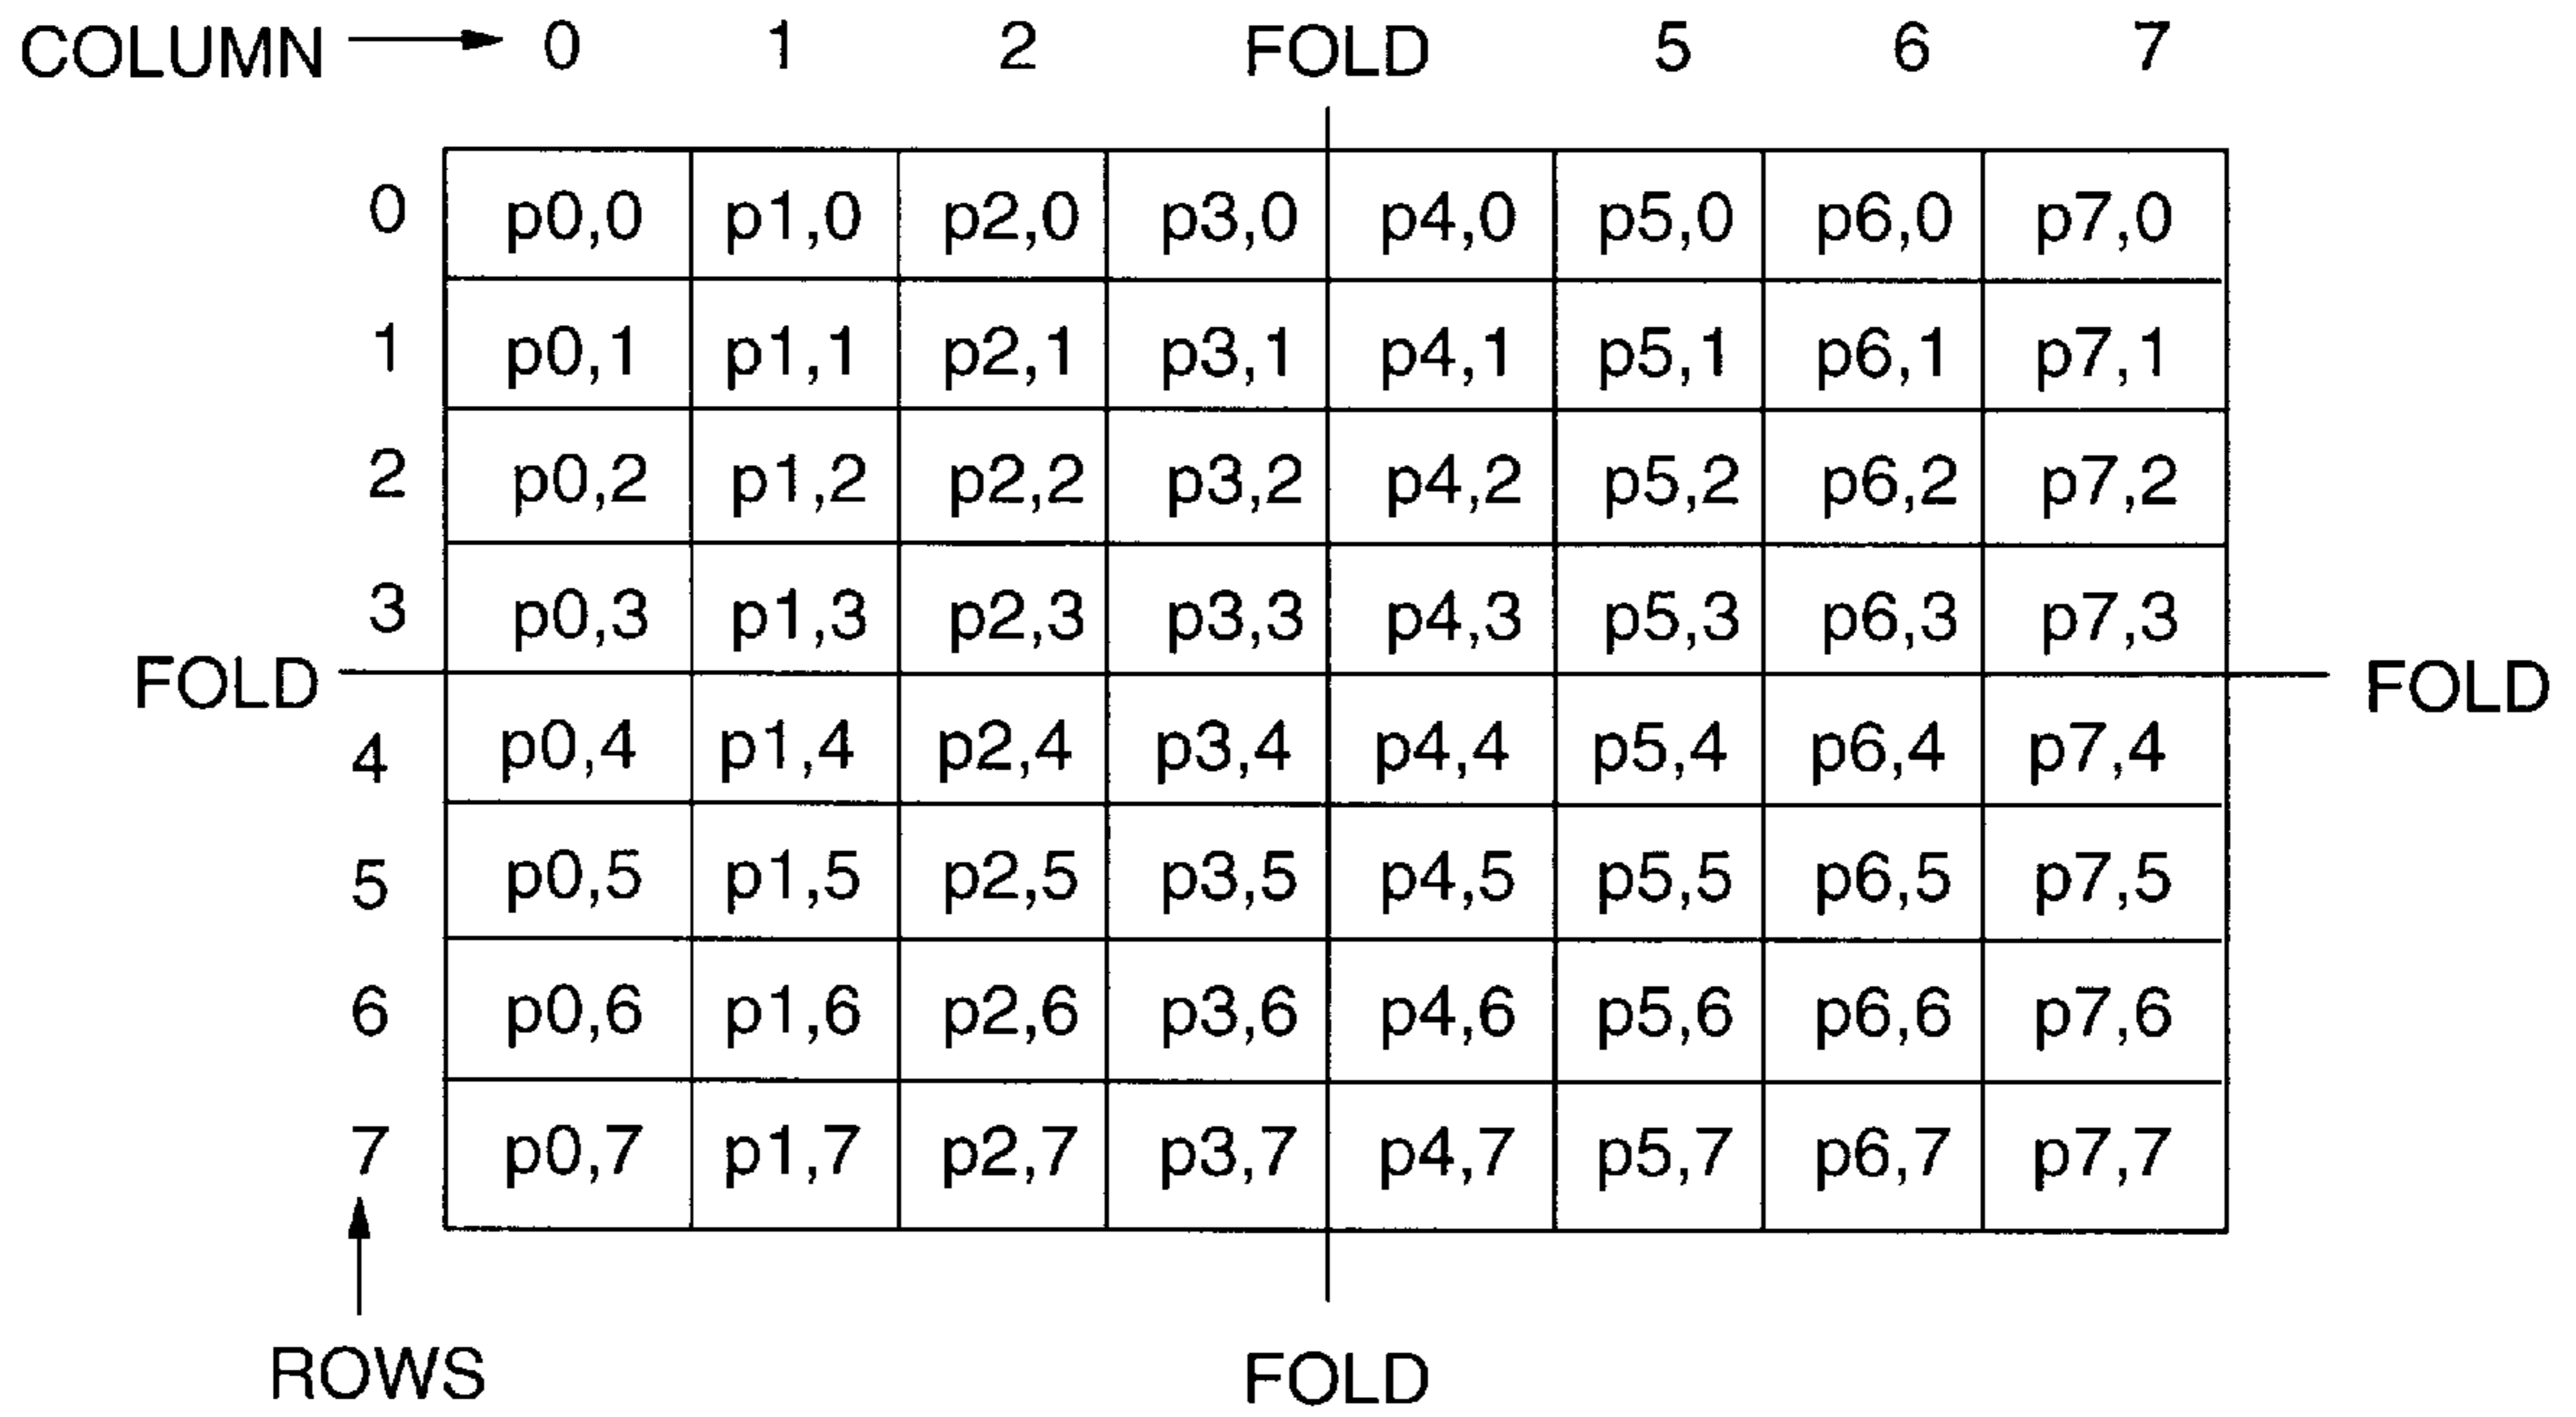 COLUMN 0 1 2 FOLD 5 6 7
0 p0,0 p1,0 p2,0 p3,0 p4,0 p5,0 p6,0 p7,0
1 p0,1 p1,1 p2,1 p3,1 p4,1 p5,1 p6,1 p7,1
2 p0,2 p1,2 p2,2 p3,2 p4,2 p5,2 p6,2 p7,2
3 p0,3 p1,3 p2,3 p3,3 p4,3 p5,3 p6,3 p7,3
FOLD FOLD
4 p0,4 p1,4 p2,4 p3,4 p4,4 p5,4 p6,4 p7,4
5 p0,5 p1,5 p2,5 p3,5 p4,5 p5,5 p6,5 p7,5
6 p0,6 p1,6 p2,6 p3,6 p4,6 p5,6 p6,6 p7,6
7 p0,7 p1,7 p2,7 p3,7 p4,7 p5,7 p6,7 p7,7
ROWS FOLD